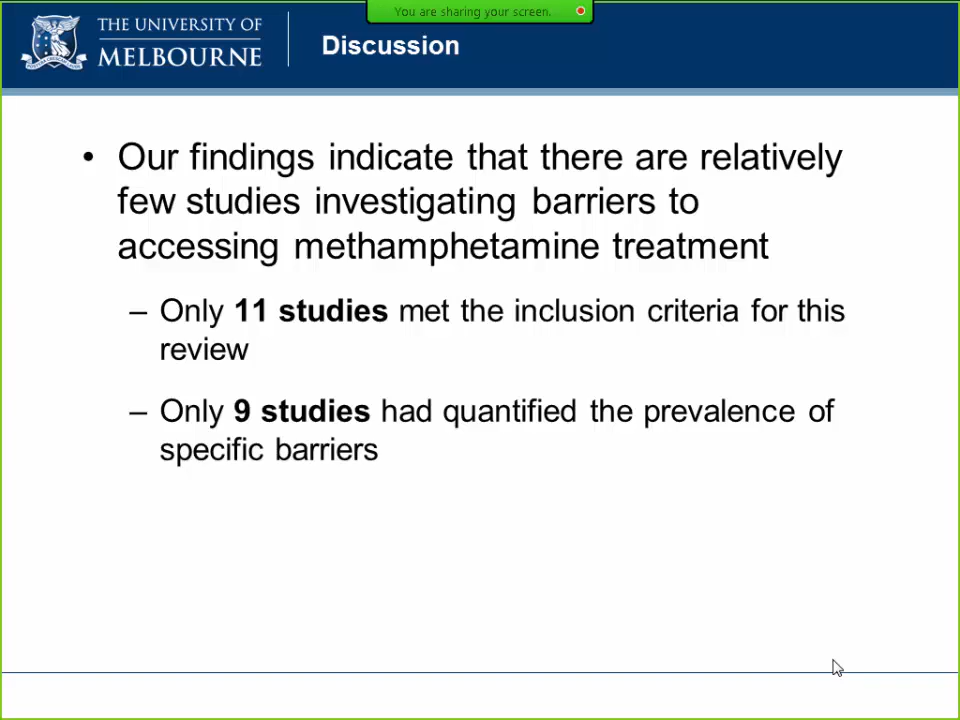 You are sharing your screen.
THE UNIVERSITY OF
MELBOURNE
Discussion
• Our findings indicate that there are relatively
few studies investigating barriers to
accessing methamphetamine treatment
– Only 11 studies met the inclusion criteria for this
review
– Only 9 studies had quantified the prevalence of
specific barriers